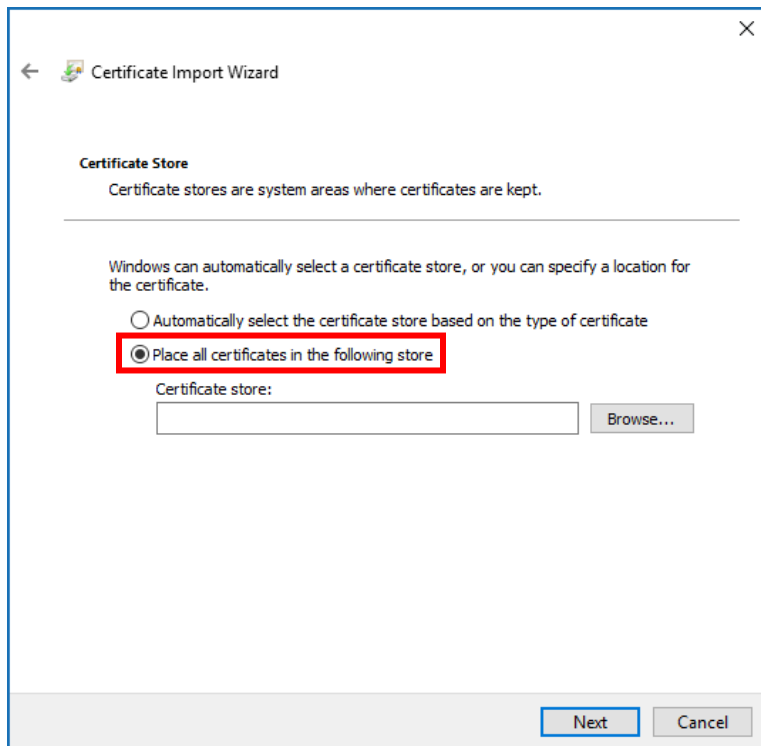 Certificate Import Wizard
Certificate Store
Certificate stores are system areas where certificates are kept.
Windows can automatically select a certificate store, or you can specify a location for
the certificate.
Automatically select the certificate store based on the type of certificate
Place all certificates in the following store
Certificate store:
Browse...
Next
Cancel